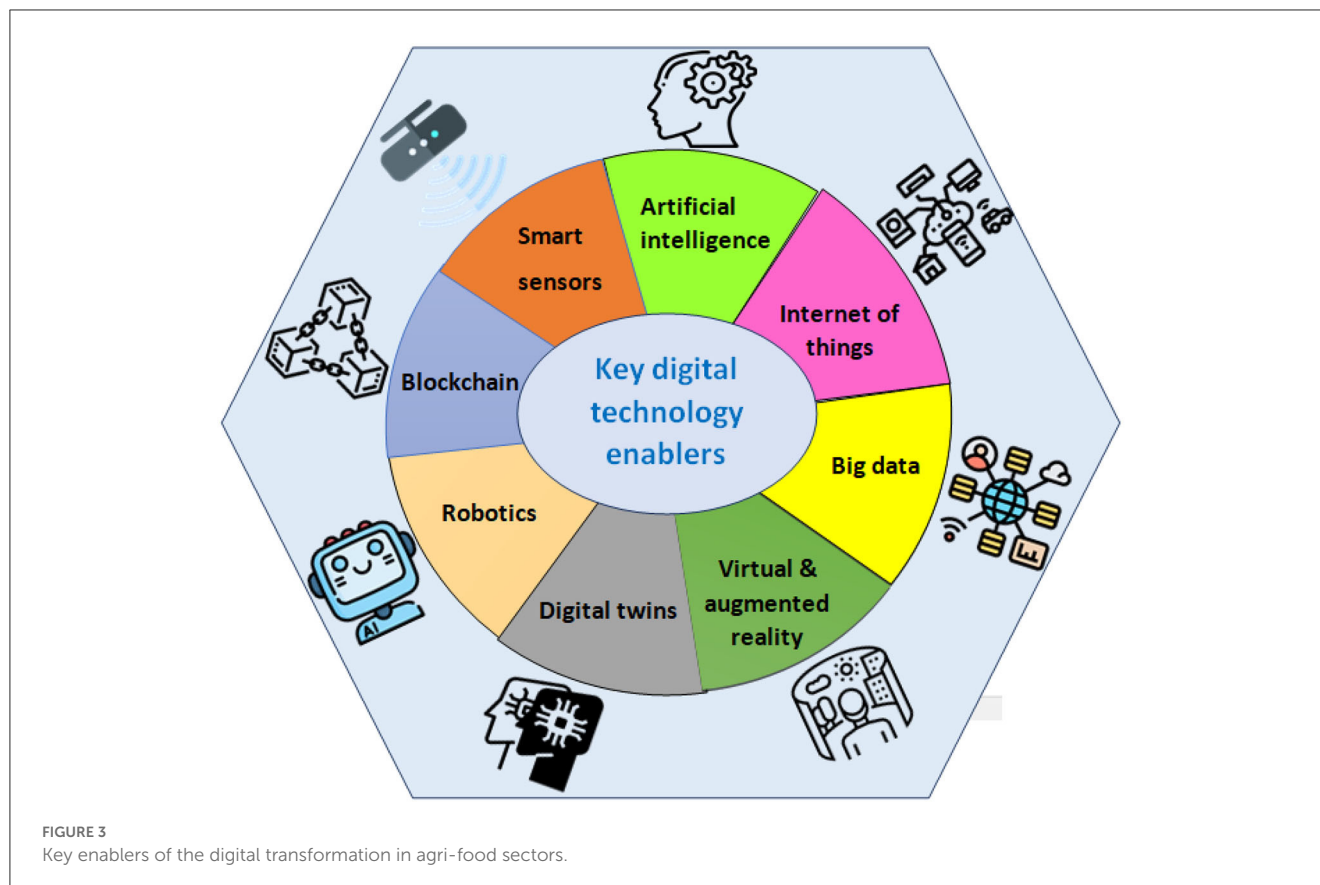 Key digital
technology
enablers
Artificial
intelligence
Internet of
things
Big data
Virtual &
augmented
reality
Digital twins
Robotics
AI
Blockchain
Smart
sensors
FIGURE 3
Key enablers of the digital transformation in agri-food sectors.